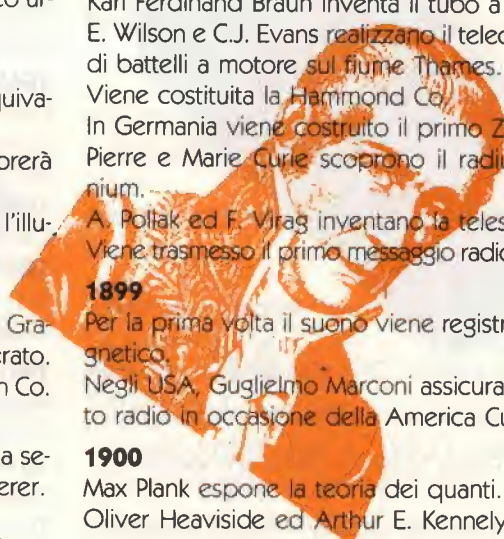 quiva-
orerà
l'illu-
Gra-
crato.
n Co.
a se-
erer.
Karl Ferdinand Braun inventa il tubo a
E. Wilson e C.J. Evans realizzano il telec
di battelli a motore sul fiume Thames.
Viene costituita la Hammond Co.
In Germania viene costruito il primo Z
Pierre e Marie Curie scoprono il radi
nium.
A. Pollak ed F. Virag inventano la teles
Viene trasmesso il primo messaggio radio
1899
Per la prima volta il suono viene registr
gnetico.
Negli USA, Guglielmo Marconi assicura
to radio in occasione della America Cu
1900
Max Plank espone la teoria dei quanti.
Oliver Heaviside ed Arthur E. Kennely